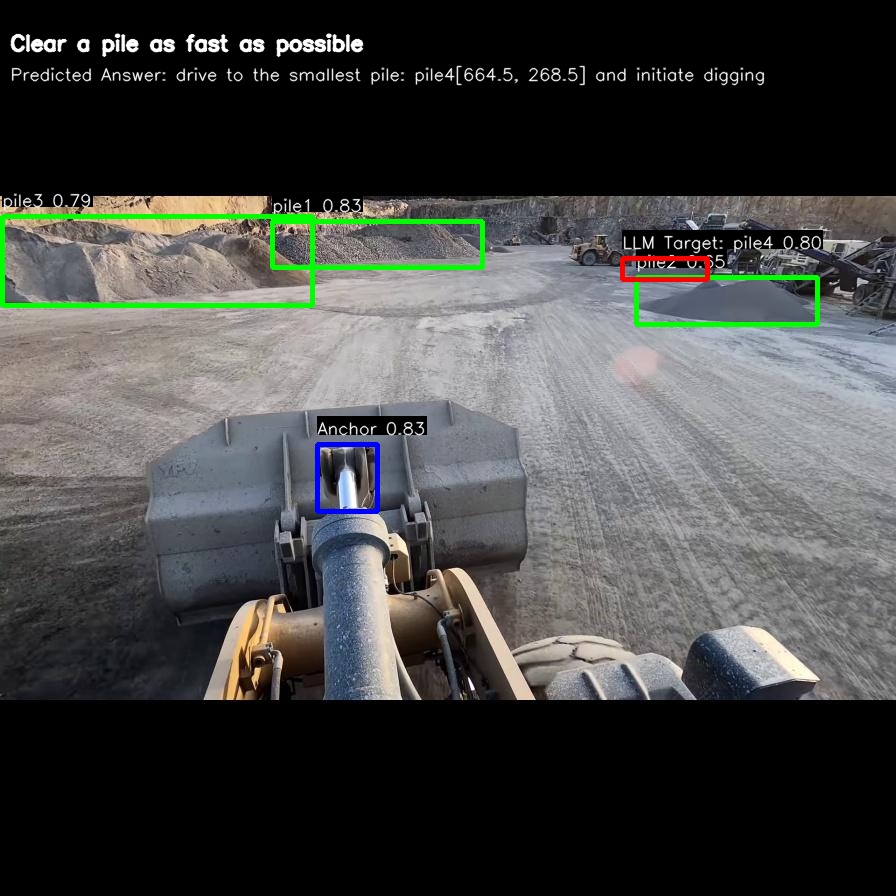 Clear a pile as fast as possible
Predicted Answer: drive to the smallest pile: pile4[664.5, 268.5] and initiate digging
pile3 0.79
pile1 0.83
LLM Target: pile4 0.80
pile2 0.65
Anchor 0.83